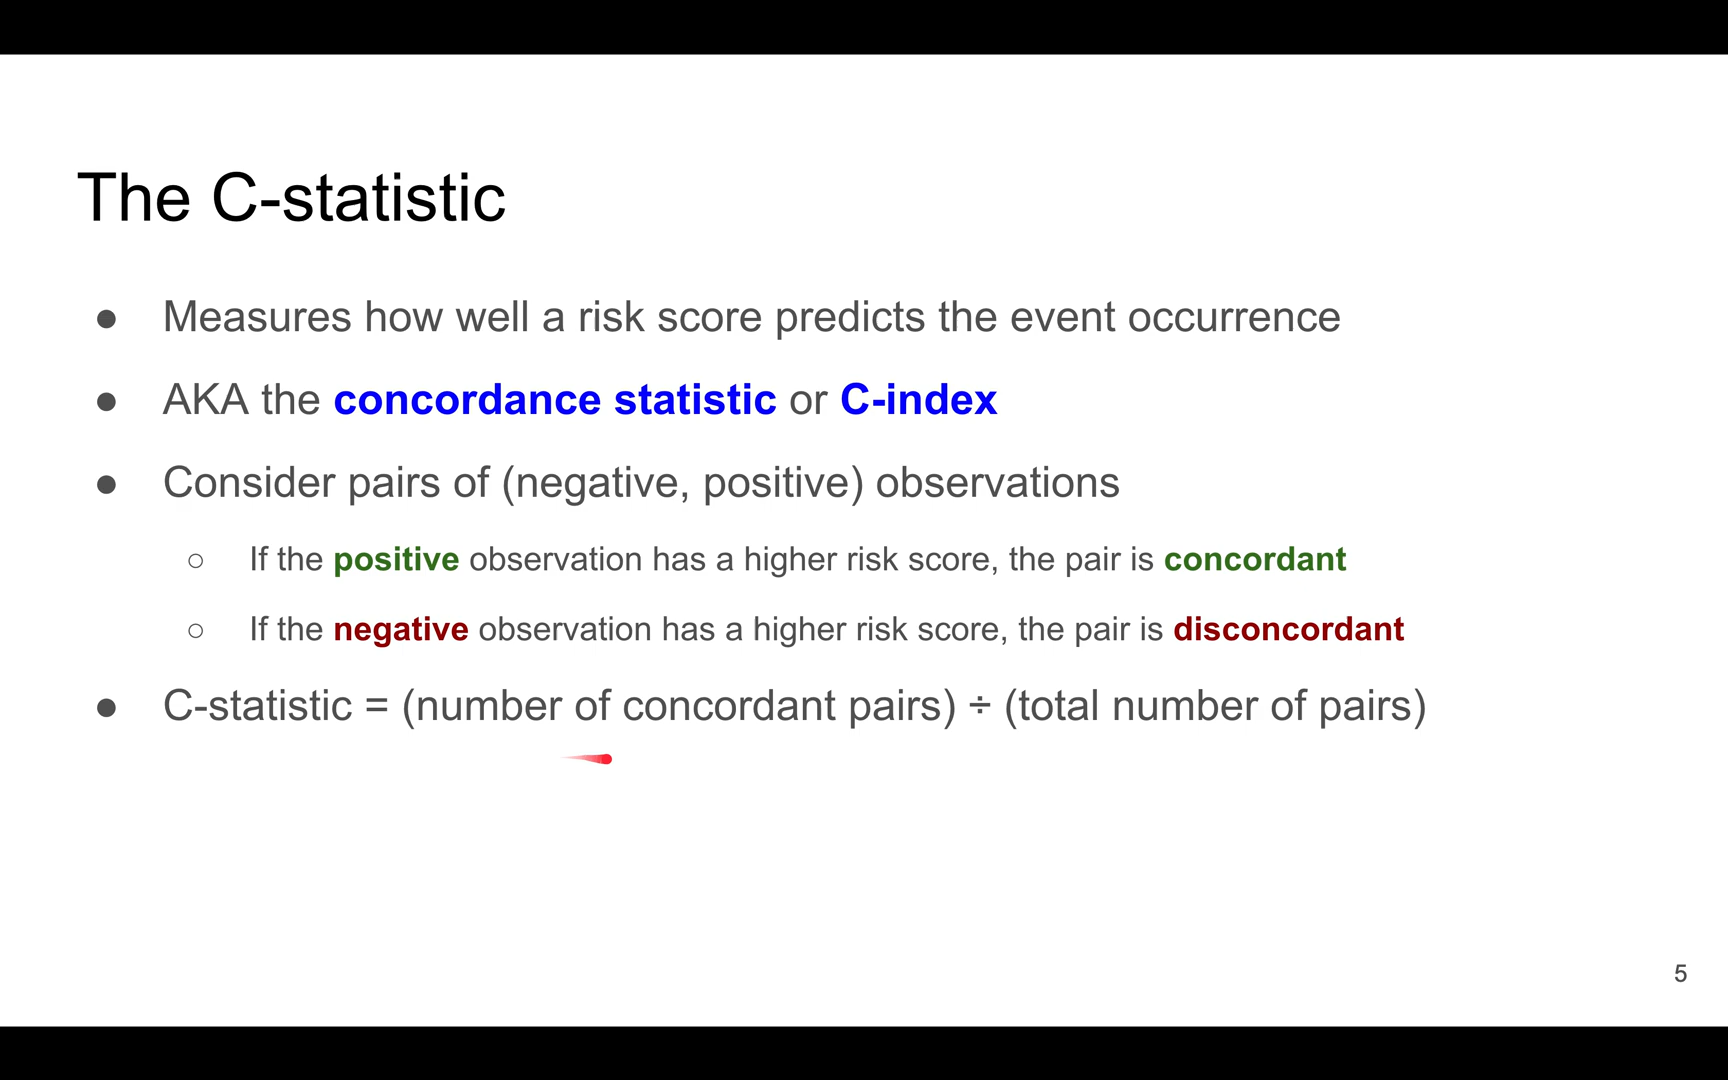 The C-statistic
● Measures how well a risk score predicts the event occurrence
● AKA the concordance statistic or C-index
● Consider pairs of (negative, positive) observations
○ If the positive observation has a higher risk score, the pair is concordant
○ If the negative observation has a higher risk score, the pair is disconcordant
● C-statistic = (number of concordant pairs) ÷ (total number of pairs)
5